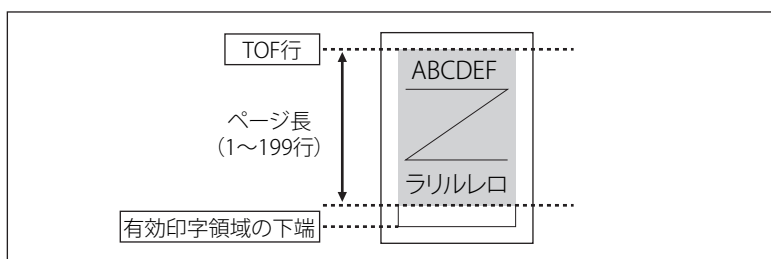 TOF行
ABCDEF
ページ長
（1～199行）
ラリルレロ
有効印字領域の下端